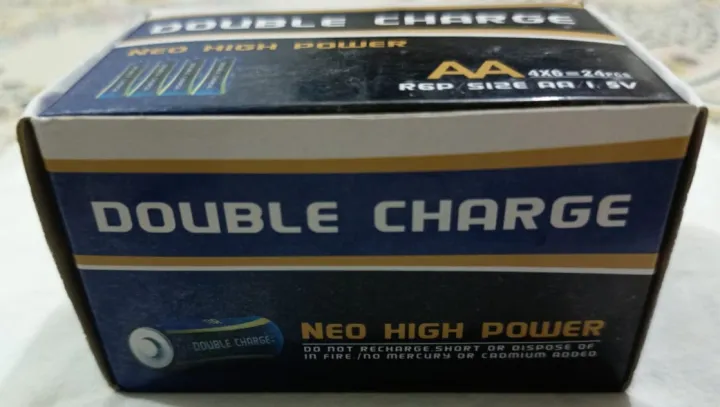 DOUBLE CHARGE
NEO HIGH POWER
AA 4X6=24PCS
R6P/SIZE AA/1.5V
DOUBLE CHARGE
DOUBLE CHARGE
NEO HIGH POWER
DO NOT RECHARGE.SHORT OR DISPOSE OF
IN FIRE./NO MERCURY OR CADMIUM ADDED